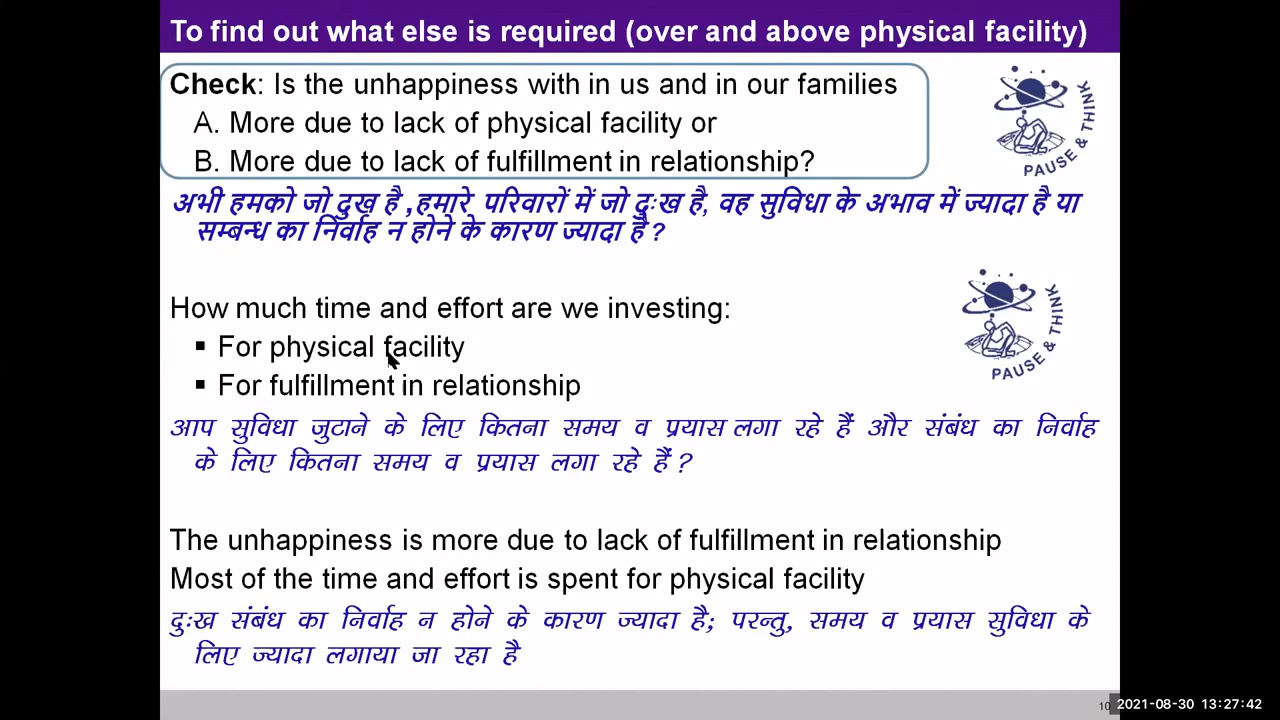 To find out what else is required (over and above physical facility)
Check: Is the unhappiness with in us and in our families
A. More due to lack of physical facility or
B. More due to lack of fulfillment in relationship?
PAUSE & THINK
अभी हमको जो दुख है ,हमारे परिवारों में जो दुःख है, वह सुविधा के अभाव में ज्यादा है या
सम्बन्ध का निर्वाह न होने के कारण ज्यादा है ?
How much time and effort are we investing:
▪ For physical facility
▪ For fulfillment in relationship
PAUSE & THINK
आप सुविधा जुटाने के लिए कितना समय व प्रयास लगा रहे हैं और संबंध का निर्वाह
के लिए कितना समय व प्रयास लगा रहे हैं ?
The unhappiness is more due to lack of fulfillment in relationship
Most of the time and effort is spent for physical facility
दुःख संबंध का निर्वाह न होने के कारण ज्यादा है; परन्तु, समय व प्रयास सुविधा के
लिए ज्यादा लगाया जा रहा है
10
2021-08-30 13:27:42